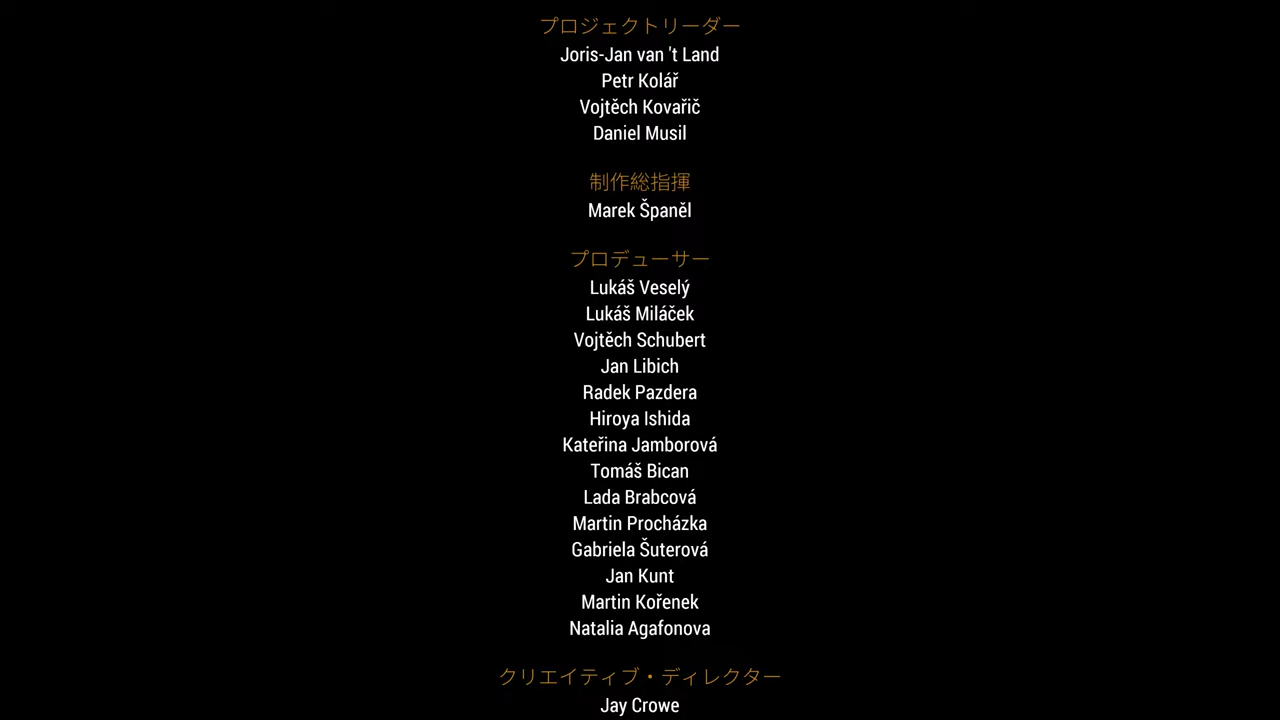 プロジェクトリーダー
Joris-Jan van 't Land
Petr Kolář
Vojtěch Kovařič
Daniel Musil
制作総指揮
Marek Španěl
プロデューサー
Lukáš Veselý
Lukáš Miláček
Vojtěch Schubert
Jan Libich
Radek Pazdera
Hiroya Ishida
Kateřina Jamborová
Tomáš Bican
Lada Brabcová
Martin Procházka
Gabriela Šuterová
Jan Kunt
Martin Kořenek
Natalia Agafonova
クリエイティブ・ディレクター
Jay Crowe